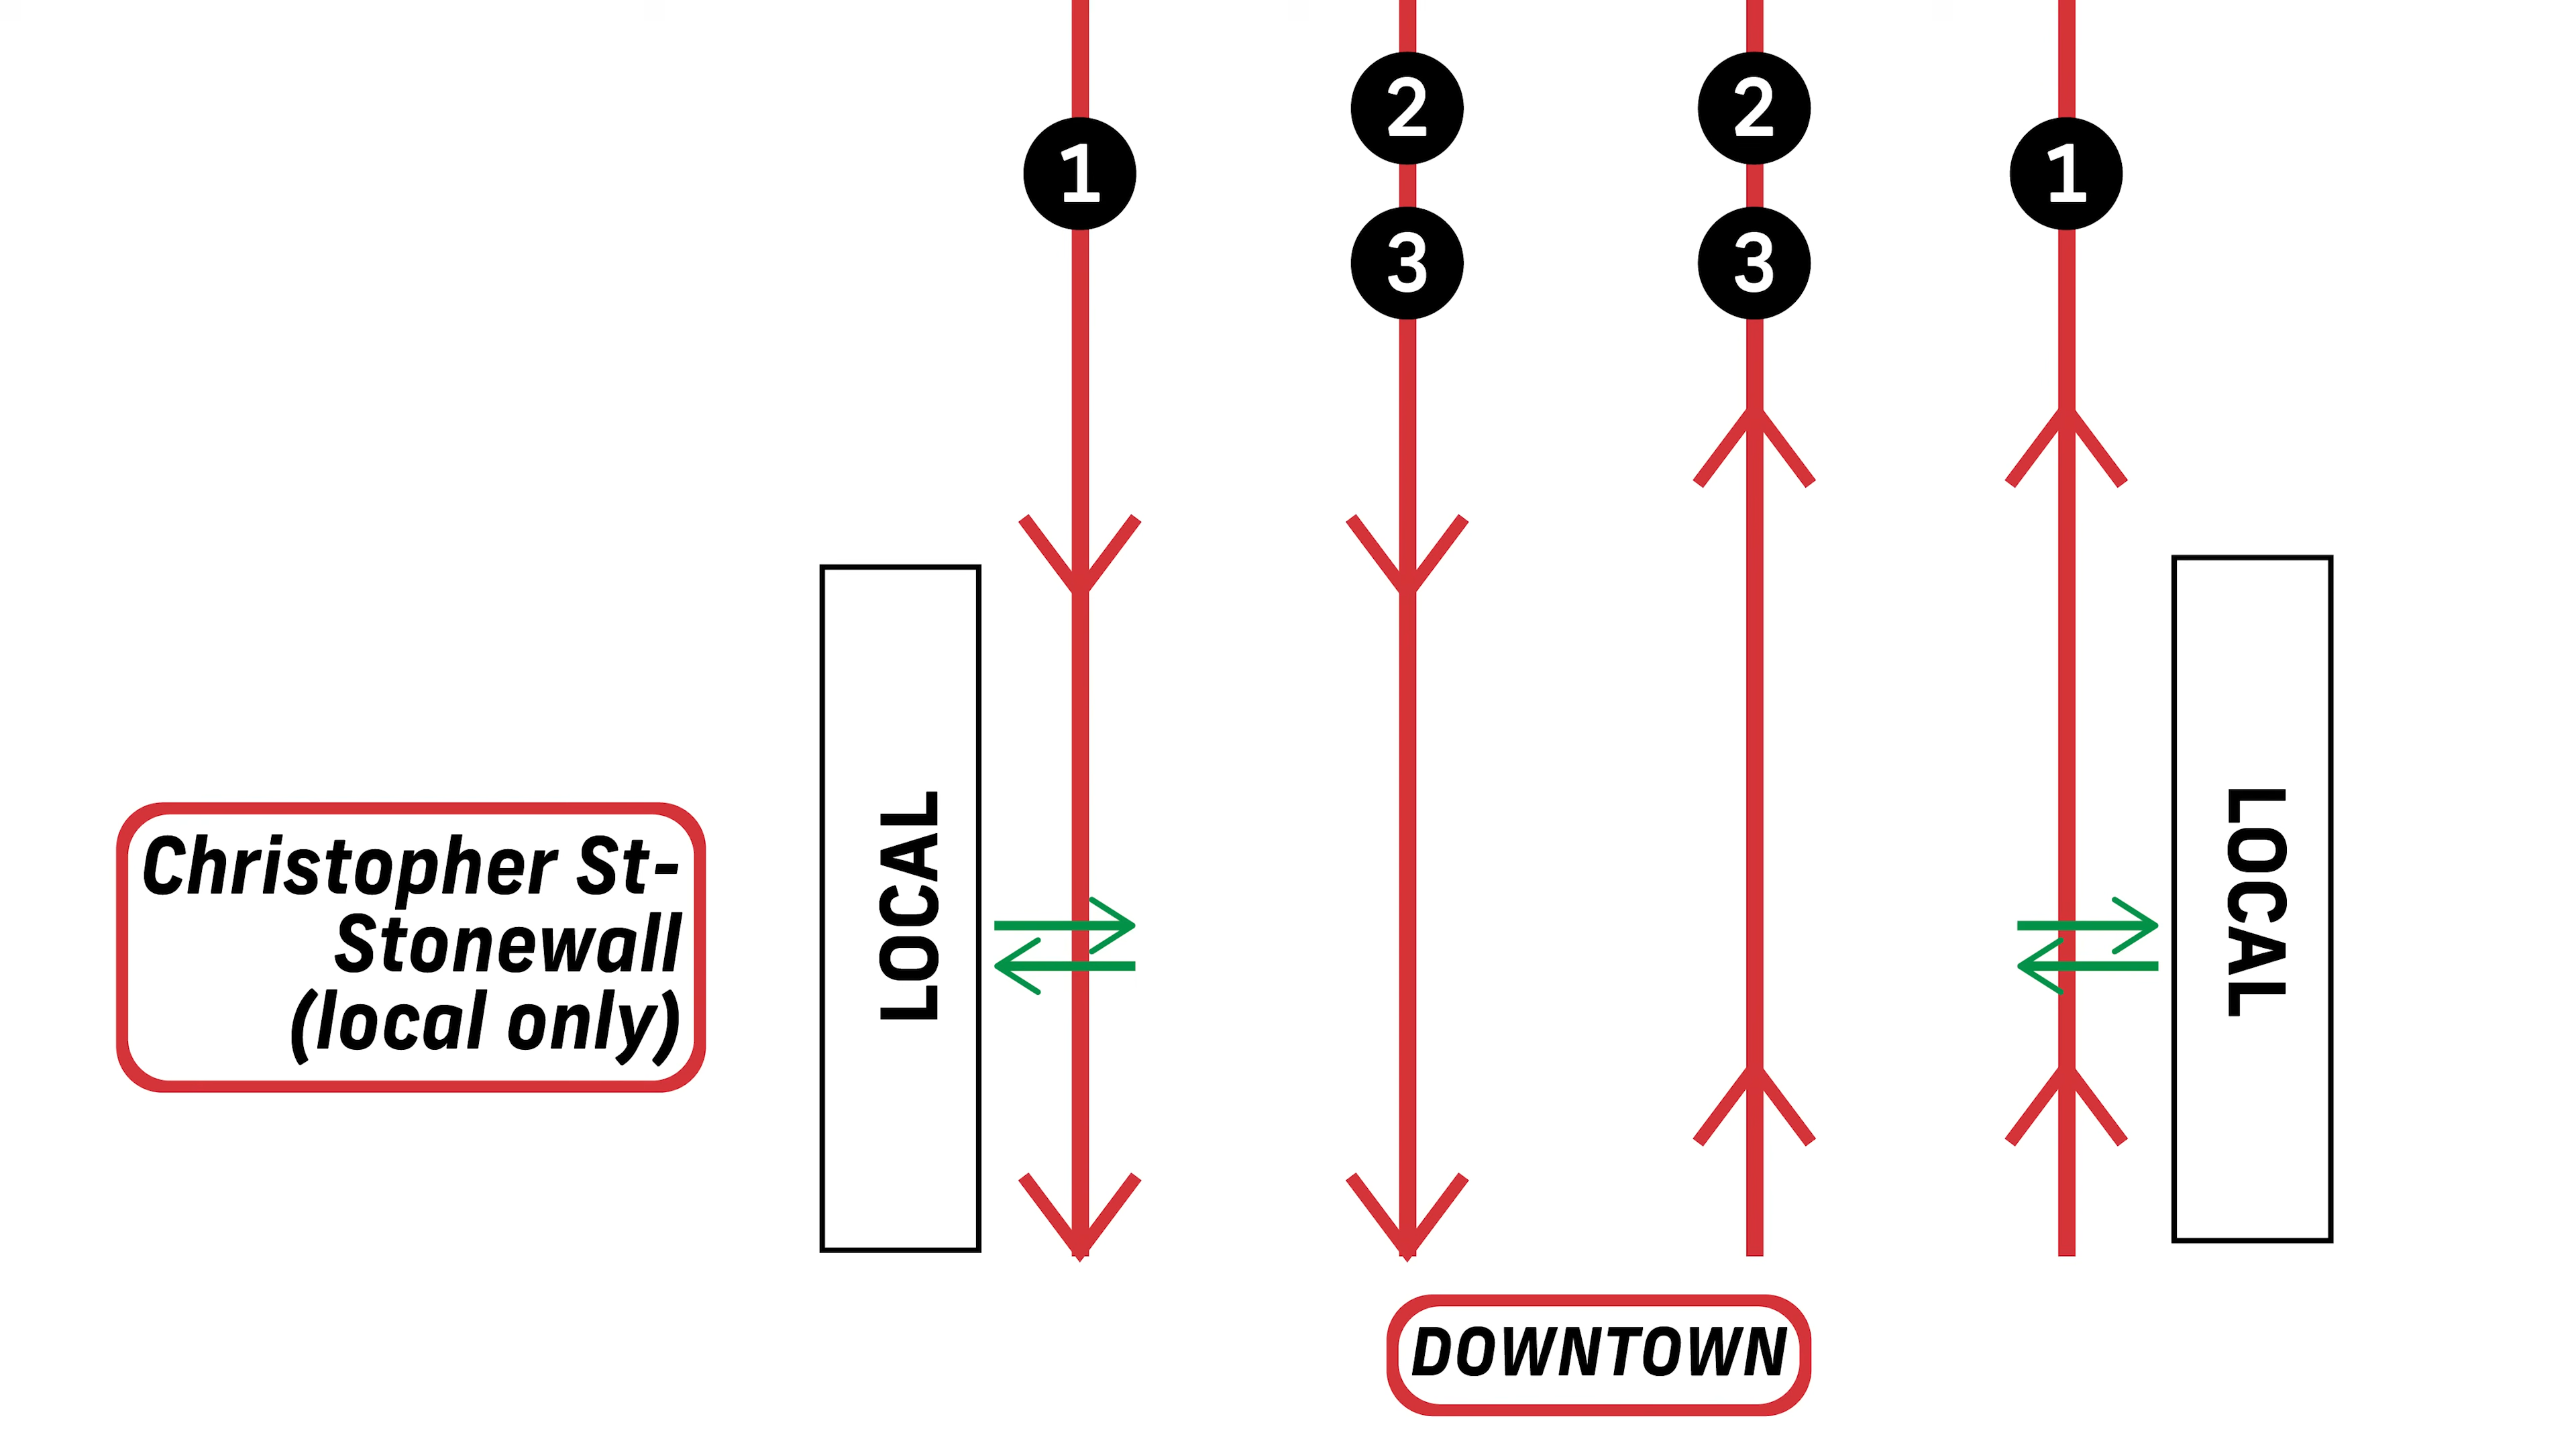 2 2
1 1
3 3
LOCAL
LOCAL
Christopher St-
Stonewall
(local only)
DOWNTOWN